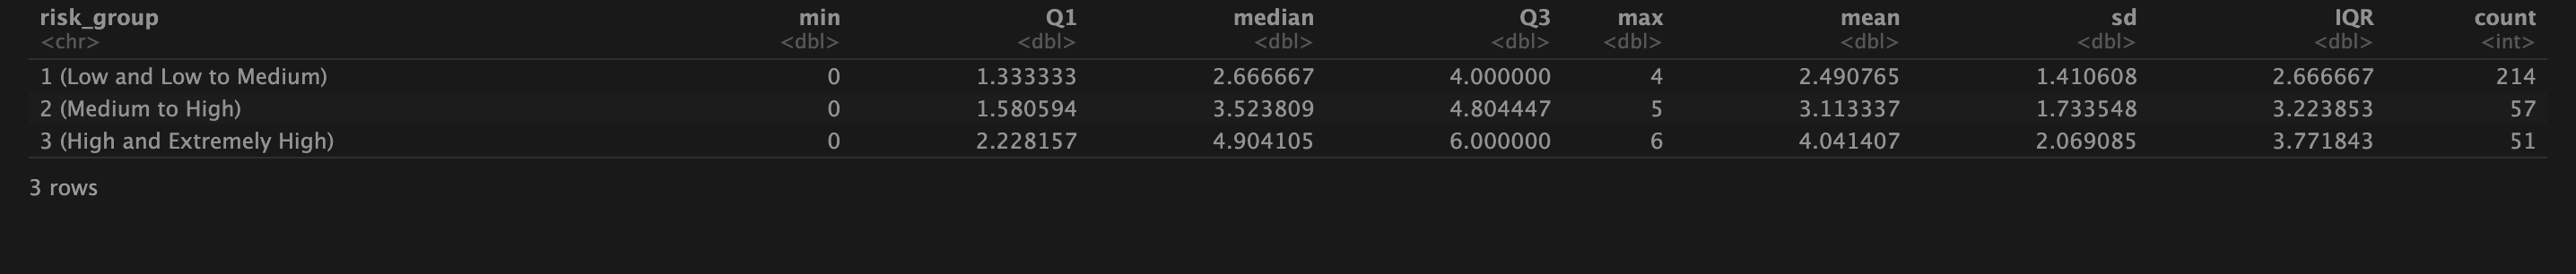 risk_group min Q1 median Q3 max mean sd IQR count
<chr> <dbl> <dbl> <dbl> <dbl> <dbl> <dbl> <dbl> <dbl> <int>
1 (Low and Low to Medium) 0 1.333333 2.666667 4.000000 4 2.490765 1.410608 2.666667 214
2 (Medium to High) 0 1.580594 3.523809 4.804447 5 3.113337 1.733548 3.223853 57
3 (High and Extremely High) 0 2.228157 4.904105 6.000000 6 4.041407 2.069085 3.771843 51
3 rows